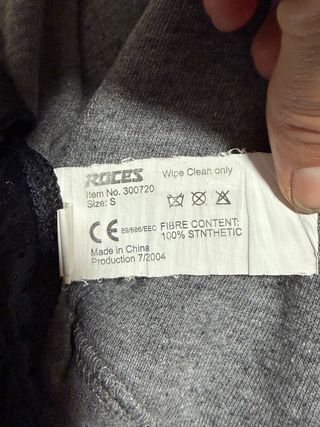 ROCES
Wipe Clean only
Item No. 300720
Size: S
CE 89/686/EEC
FIBRE CONTENT:
100% STNTHETIC
Made in China
Production 7/2004